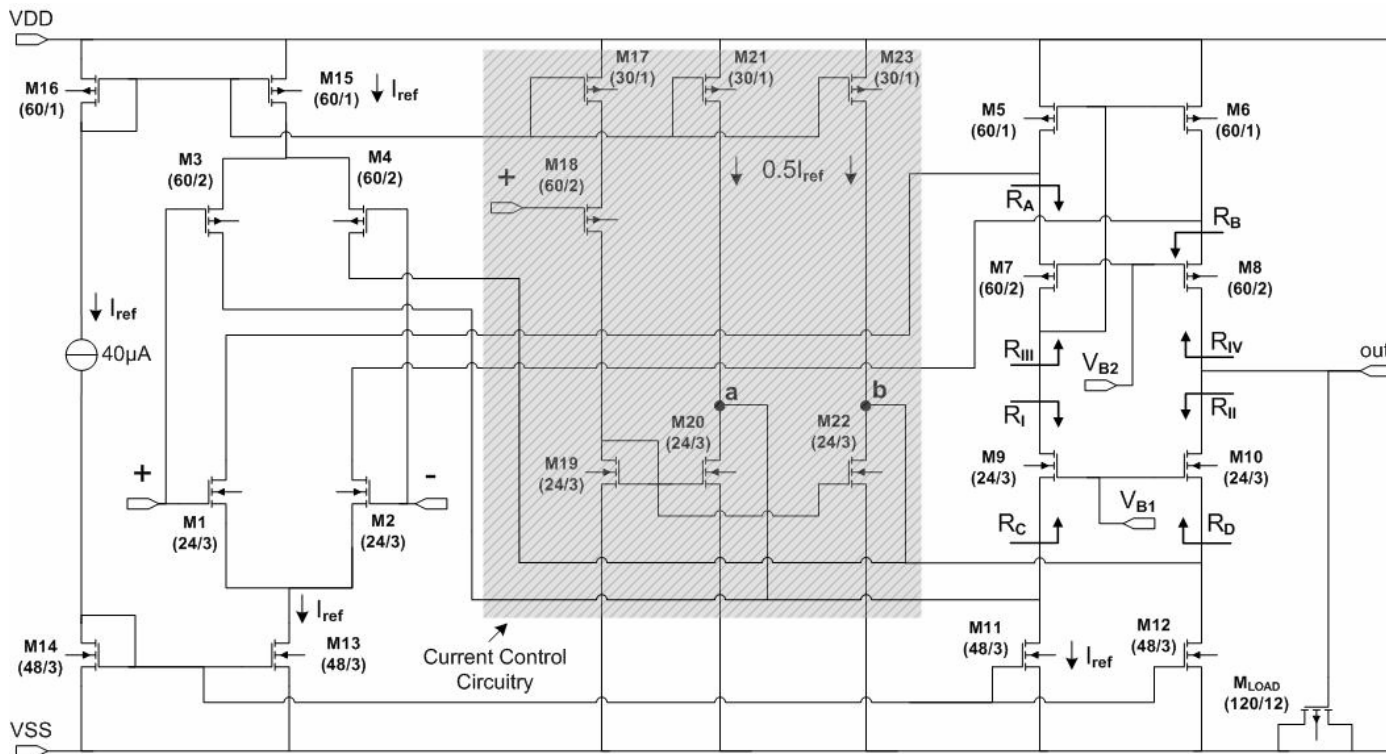 VDD
M16
(60/1)
M15
(60/1)
Iref
M17
(30/1)
M21
(30/1)
M23
(30/1)
M5
(60/1)
M6
(60/1)
M3
(60/2)
M4
(60/2)
+
M18
(60/2)
0.5Iref
RA
RB
M7
(60/2)
M8
(60/2)
Iref
40µA
RIII
RIV
VB2
out
a
b
RI
RII
M20
(24/3)
M22
(24/3)
M19
(24/3)
M9
(24/3)
M10
(24/3)
+
-
M1
(24/3)
M2
(24/3)
VB1
RC
RD
Iref
M14
(48/3)
M13
(48/3)
Current Control
Circuitry
M11
(48/3)
Iref
M12
(48/3)
MLOAD
(120/12)
VSS